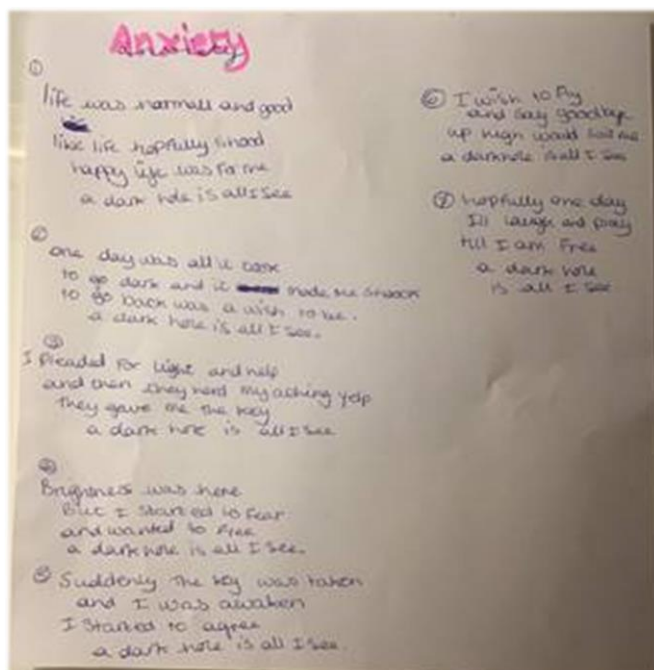 Anxiety
①
life was normall and good
like life hopfully should
happy life was for me
a dark hole is all I see
②
one day was all it took
to go dark and it made me shook
to go back was a wish to be.
a dark hole is all I see.
③
I pleaded for light and help
and then they herd my aching yelp
They gave me the key
a dark hole is all I see
④
Brightness was here
But I started to fear
and wanted to flee
a dark hole is all I see.
⑤ Suddenly the key was taken
and I was awaken
I started to agree
a dark hole is all I see.
⑥ I wish to fly
and say goodbye
up high would be me
a darkhole is all I see
⑦ hopfully one day
Ill laugh and play
till I am free
a dark hole
is all I see